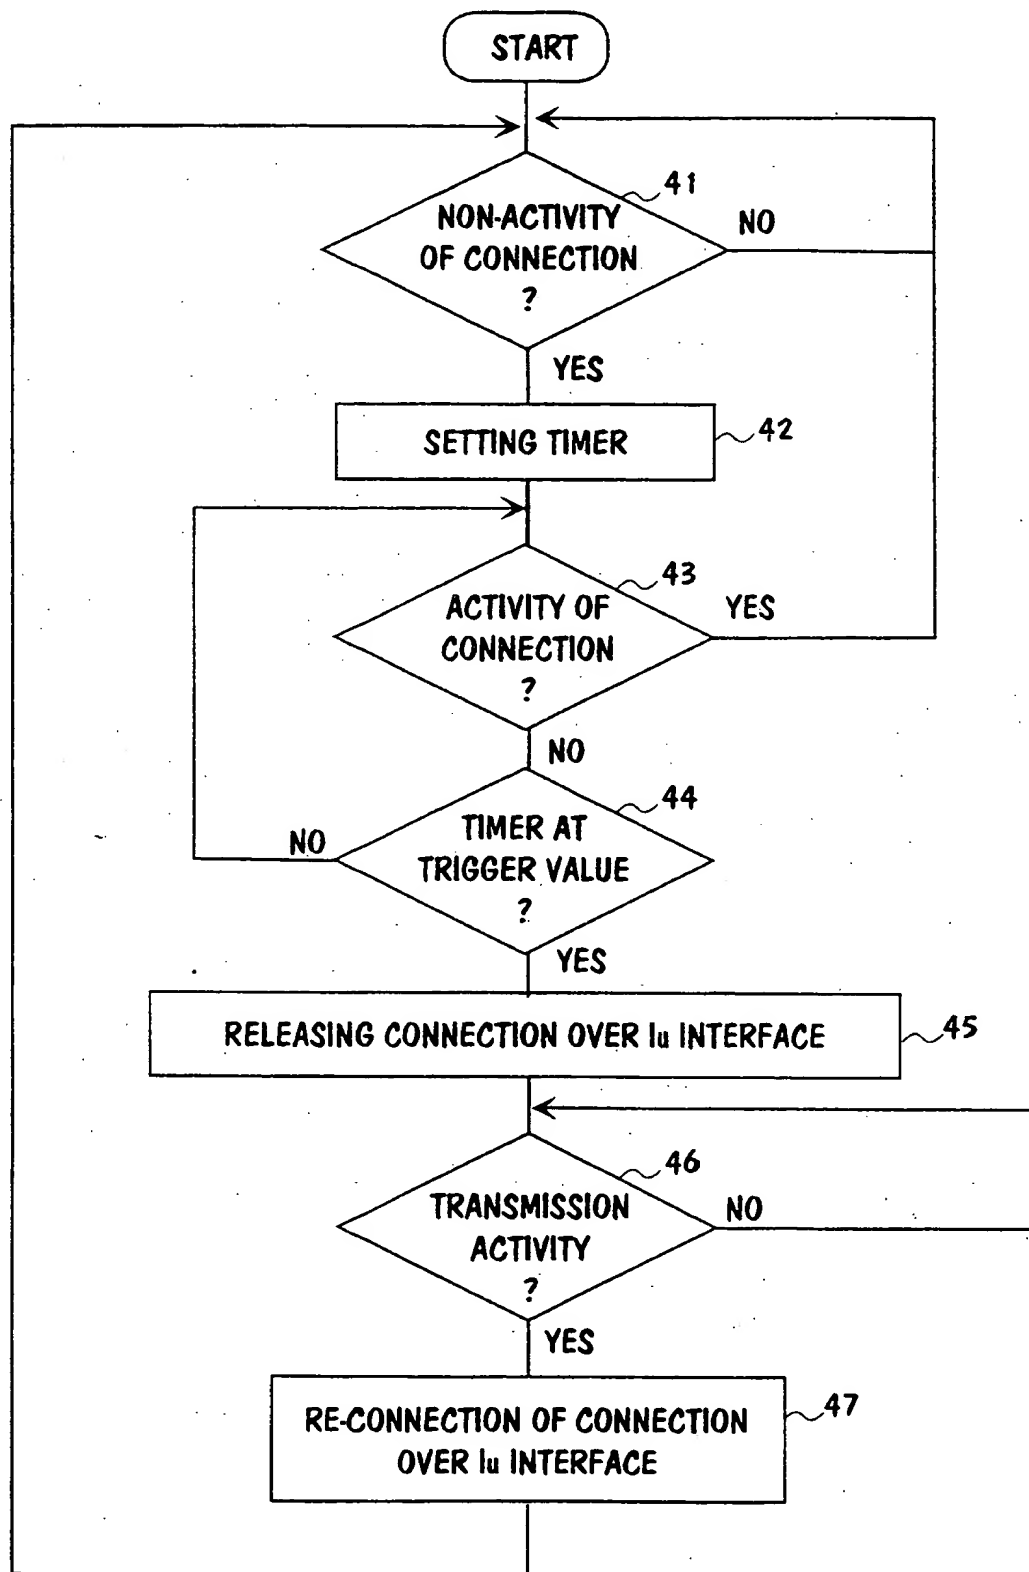 START
41
NON-ACTIVITY
OF CONNECTION
?
NO
YES
SETTING TIMER
42
43
ACTIVITY OF
CONNECTION
?
YES
NO
44
TIMER AT
TRIGGER VALUE
?
NO
YES
RELEASING CONNECTION OVER Iu INTERFACE
45
46
TRANSMISSION
ACTIVITY
?
NO
YES
RE-CONNECTION OF CONNECTION
OVER Iu INTERFACE
47